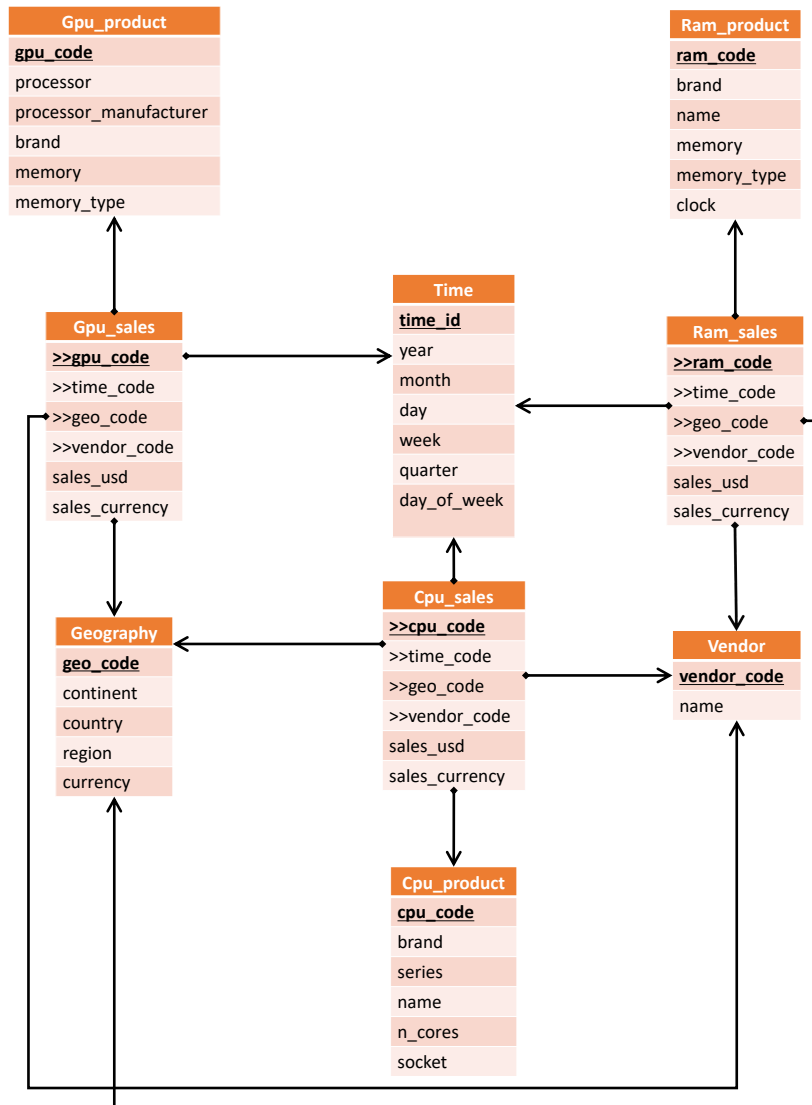 Gpu_product
gpu_code
processor
processor_manufacturer
brand
memory
memory_type
Ram_product
ram_code
brand
name
memory
memory_type
clock
Time
time_id
year
month
day
week
quarter
day_of_week
Gpu_sales
>>gpu_code
>>time_code
>>geo_code
>>vendor_code
sales_usd
sales_currency
Ram_sales
>>ram_code
>>time_code
>>geo_code
>>vendor_code
sales_usd
sales_currency
Cpu_sales
>>cpu_code
>>time_code
>>geo_code
>>vendor_code
sales_usd
sales_currency
Geography
geo_code
continent
country
region
currency
Vendor
vendor_code
name
Cpu_product
cpu_code
brand
series
name
n_cores
socket